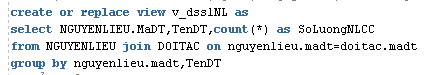 create or replace view v_dsslNL as
select NGUYENLIEU.MaDT,TenDT,count(*) as SoLuongNLCC
from NGUYENLIEU join DOITAC on nguyenlieu.madt=doitac.madt
group by nguyenlieu.madt,TenDT